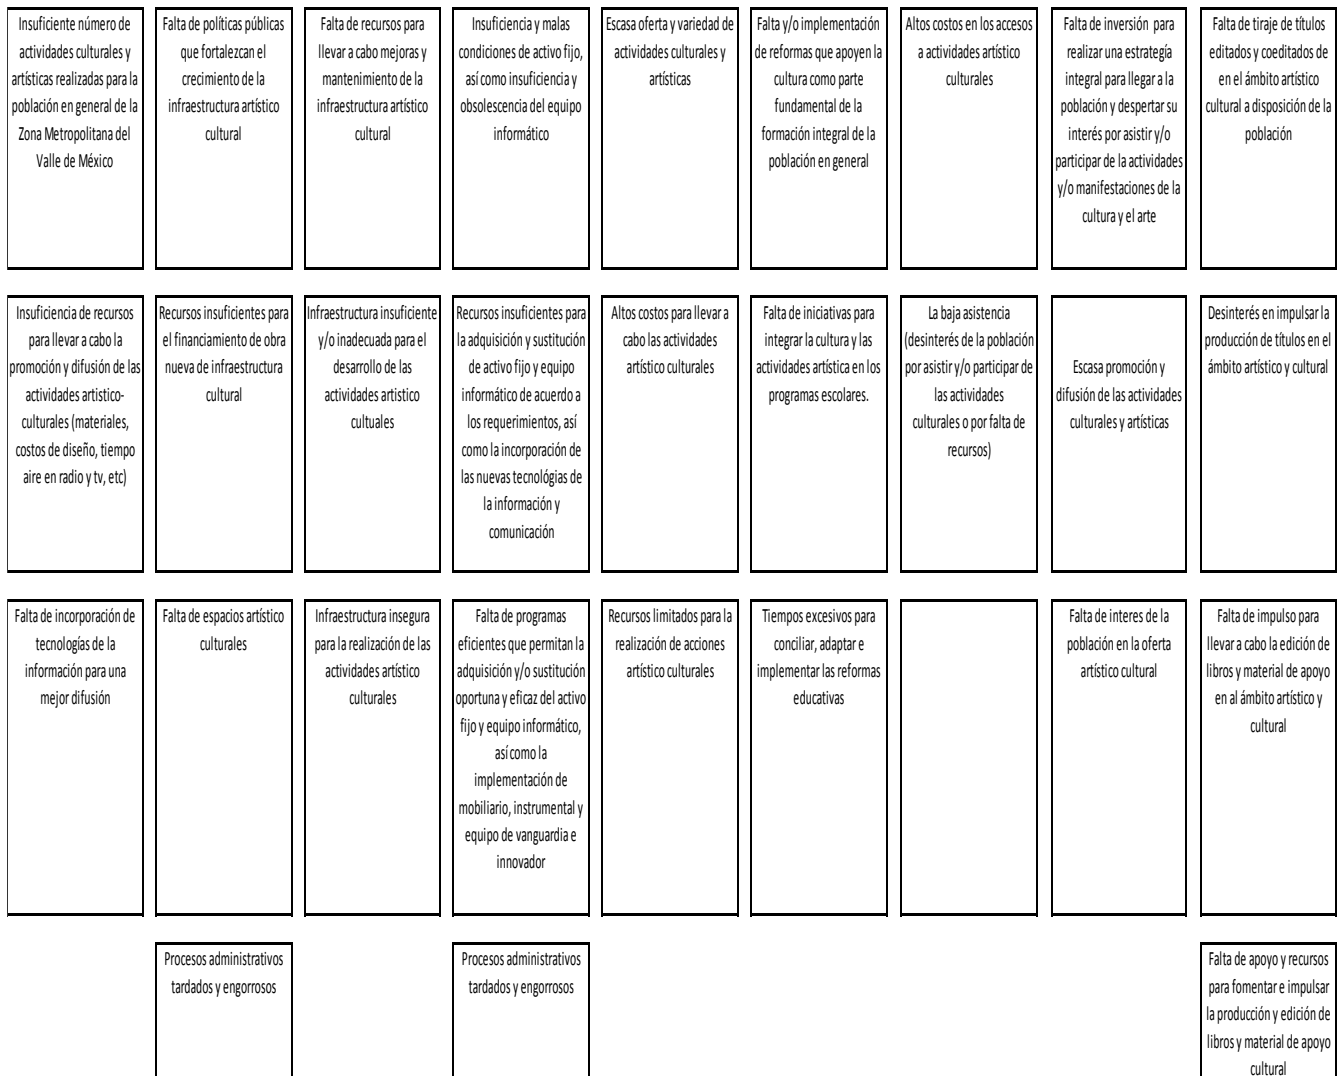 Insuficiente número de
actividades culturales y
artísticas realizadas para la
población en general de la
Zona Metropolitana del
Valle de México
Falta de políticas públicas
que fortalezcan el
crecimiento de la
infraestructura artístico
cultural
Falta de recursos para
llevar a cabo mejoras y
mantenimiento de la
infraestructura artístico
cultural
Insuficiencia y malas
condiciones de activo fijo,
así como insuficiencia y
obsolescencia del equipo
informático
Escasa oferta y variedad de
actividades culturales y
artísticas
Falta y/o implementación
de reformas que apoyen la
cultura como parte
fundamental de la
formación integral de la
población en general
Altos costos en los accesos
a actividades artístico
culturales
Falta de inversión para
realizar una estrategía
integral para llegar a la
población y despertar su
interés por asistir y/o
participar de la actividades
y/o manifestaciones de la
cultura y el arte
Falta de tiraje de títulos
editados y coeditados de
en el ámbito artístico
cultural a disposición de la
población
Insuficiencia de recursos
para llevar a cabo la
promoción y difusión de las
actividades artistico-
culturales (materiales,
costos de diseño, tiempo
aire en radio y tv, etc)
Recursos insuficientes para
el financiamiento de obra
nueva de infraestructura
cultural
Infraestructura insuficiente
y/o inadecuada para el
desarrollo de las
actividades artistico
cultuales
Recursos insuficientes para
la adquisición y sustitución
de activo fijo y equipo
informático de acuerdo a
los requerimientos, así
como la incorporación de
las nuevas tecnológias de
la información y
comunicación
Altos costos para llevar a
cabo las actividades
artístico culturales
Falta de iniciativas para
integrar la cultura y las
actividades artística en los
programas escolares.
La baja asistencia
(desinterés de la población
por asistir y/o participar de
las actividades
culturales o por falta de
recursos)
Escasa promoción y
difusión de las actividades
culturales y artísticas
Desinterés en impulsar la
producción de títulos en el
ámbito artístico y cultural
Falta de incorporación de
tecnologías de la
información para una
mejor difusión
Falta de espacios artístico
culturales
Infraestructura insegura
para la realización de las
actividades artístico
culturales
Falta de programas
eficientes que permitan la
adquisición y/o sustitución
oportuna y eficaz del activo
fijo y equipo informático,
así como la
implementación de
mobiliario, instrumental y
equipo de vanguardia e
innovador
Recursos limitados para la
realización de acciones
artístico culturales
Tiempos excesivos para
conciliar, adaptar e
implementar las reformas
educativas
Falta de interes de la
población en la oferta
artístico cultural
Falta de impulso para
llevar a cabo la edición de
libros y material de apoyo
en al ámbito artístico y
cultural
Procesos administrativos
tardados y engorrosos
Procesos administrativos
tardados y engorrosos
Falta de apoyo y recursos
para fomentar e impulsar
la producción y edición de
libros y material de apoyo
cultural